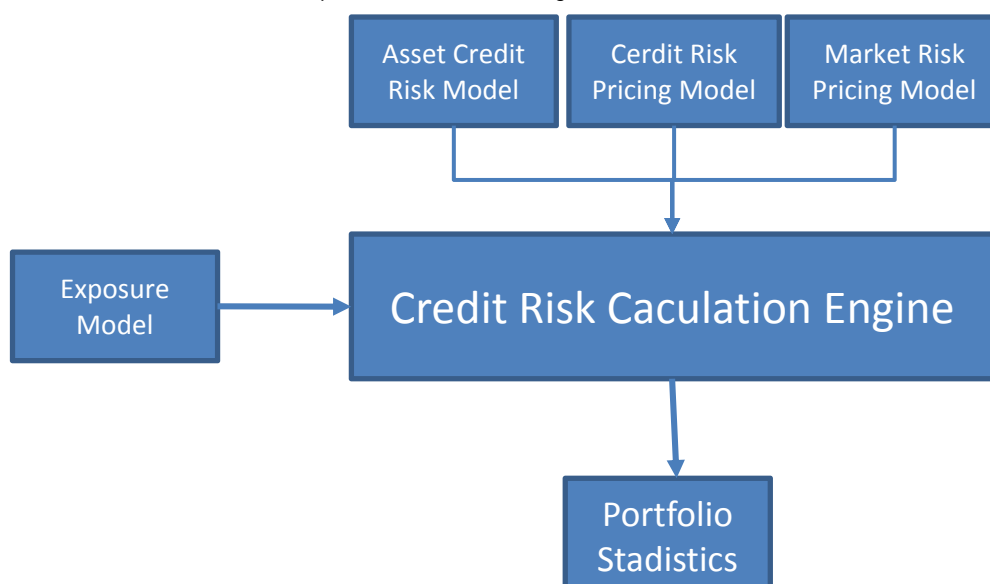 Asset Credit
Risk Model
Cerdit Risk
Pricing Model
Market Risk
Pricing Model
Exposure
Model
Credit Risk Caculation Engine
Portfolio
Stadistics